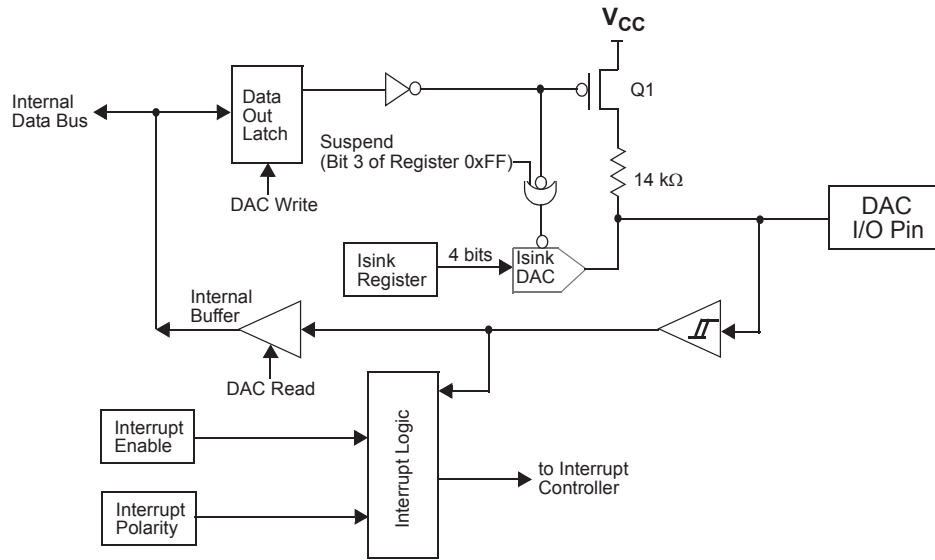 VCC
Internal
Data Bus
Data
Out
Latch
Q1
Suspend
(Bit 3 of Register 0xFF)
14 kΩ
DAC Write
DAC
I/O Pin
Isink
Register
4 bits
Isink
DAC
Internal
Buffer
DAC Read
Interrupt Logic
Interrupt
Enable
to Interrupt
Controller
Interrupt
Polarity